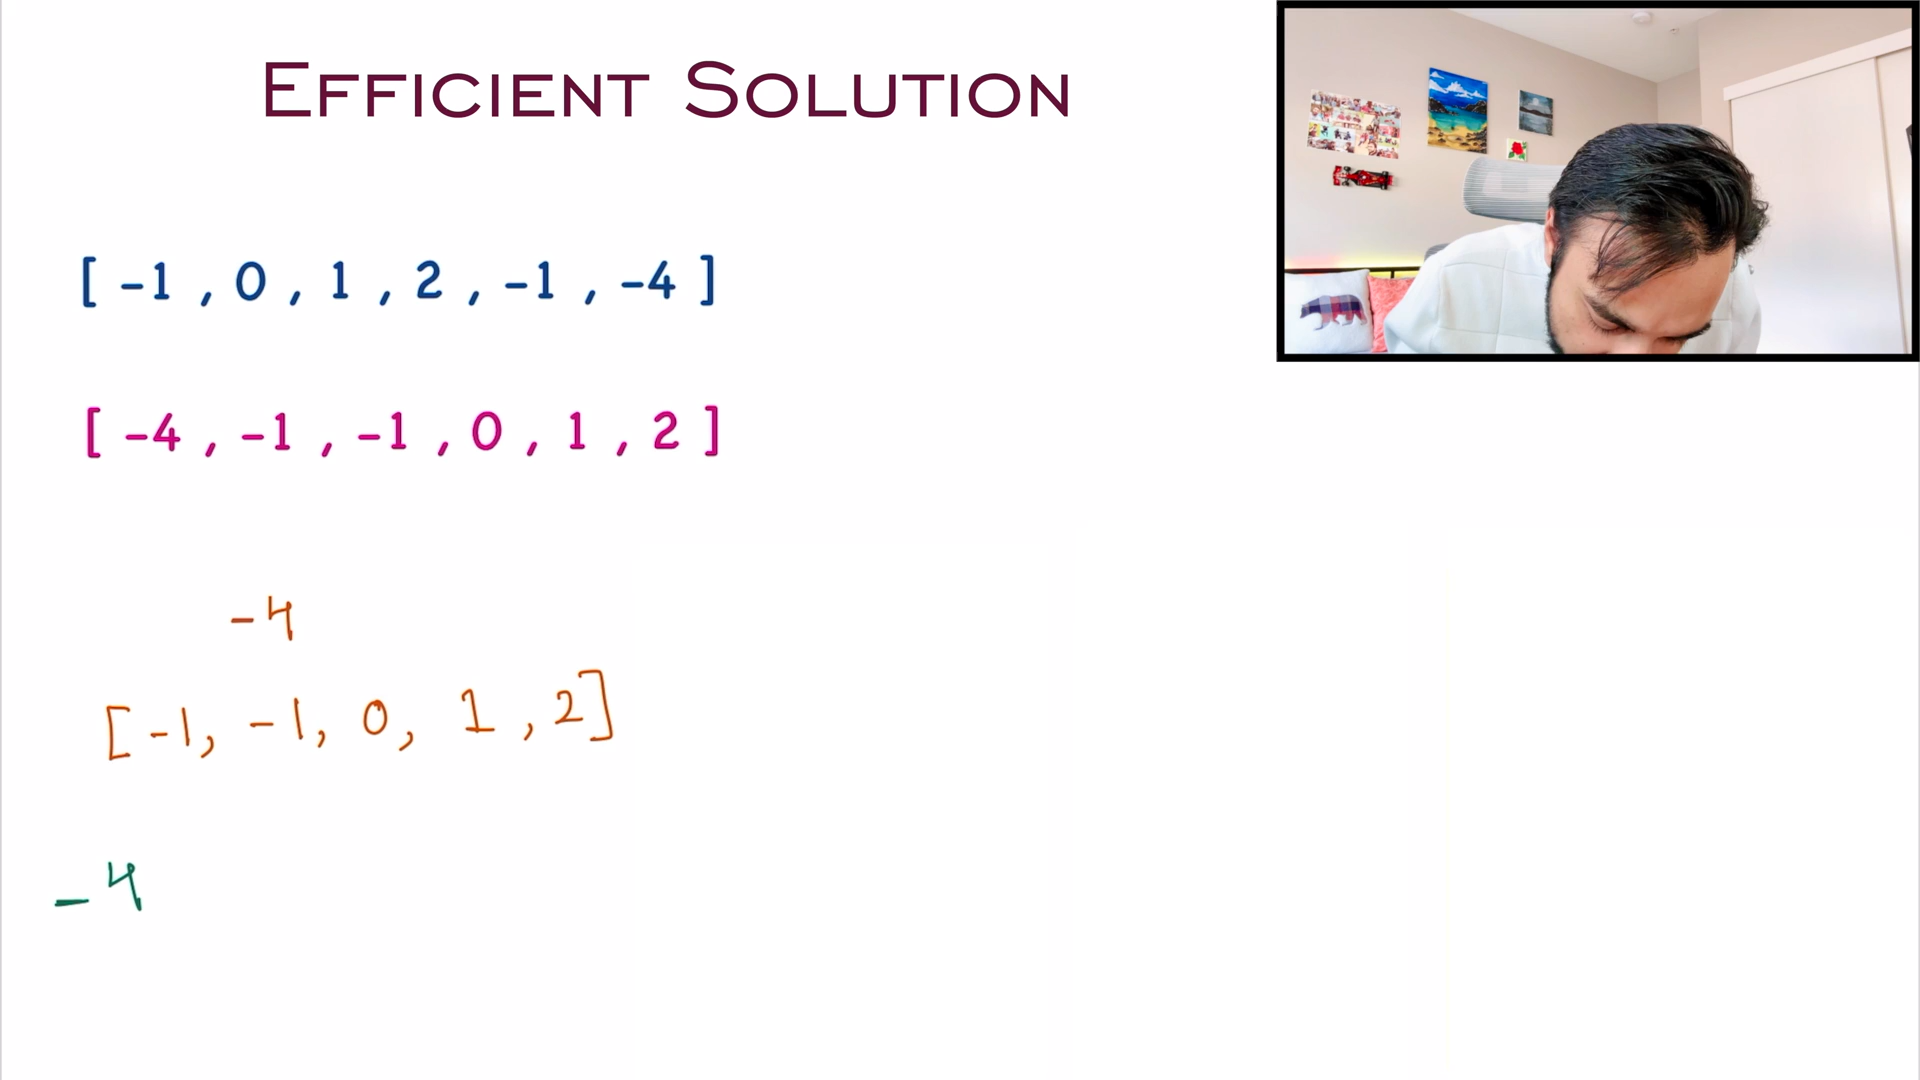 EFFICIENT SOLUTION
[ -1 , 0 , 1 , 2 , -1 , -4 ]
[ -4 , -1 , -1 , 0 , 1 , 2 ]
-4
[-1, -1, 0, 1 , 2]
-4